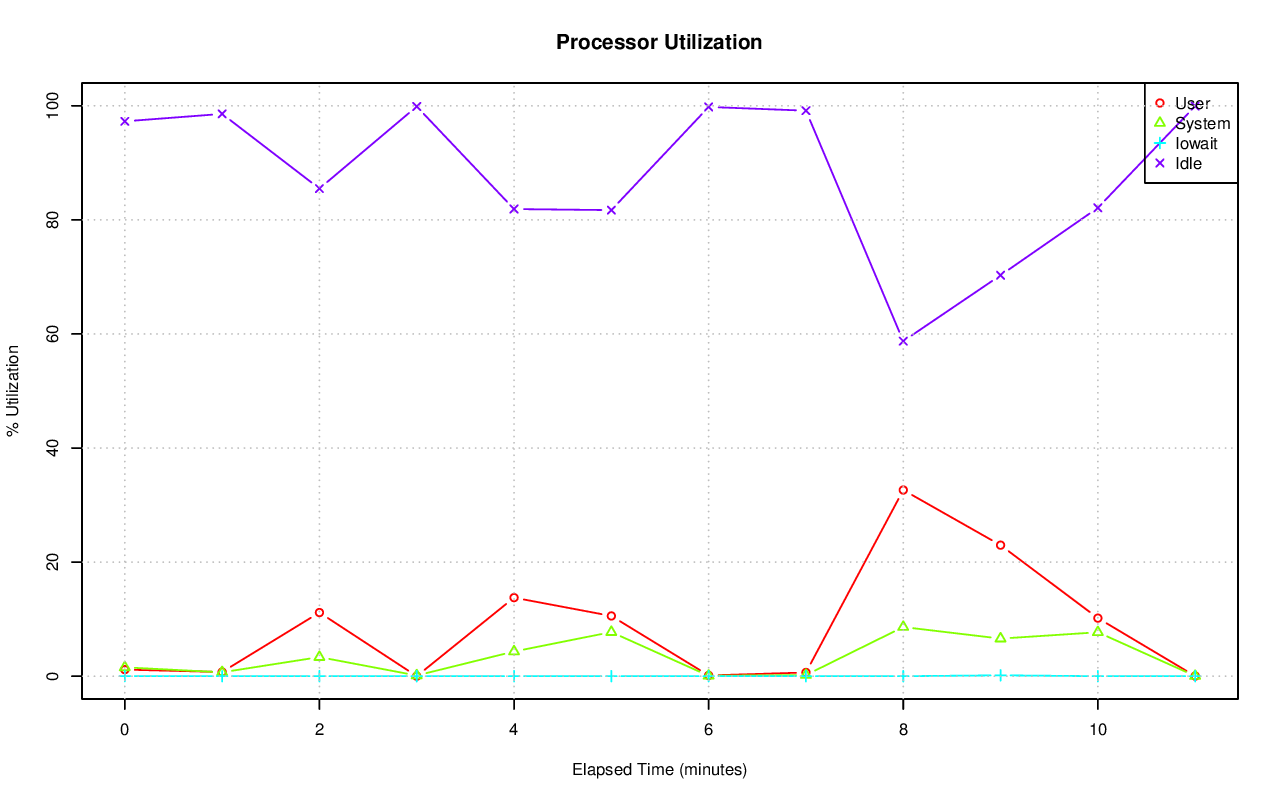 Processor Utilization
% Utilization
100
80
60
40
20
0
0 2 4 6 8 10
Elapsed Time (minutes)
User
System
Iowait
Idle